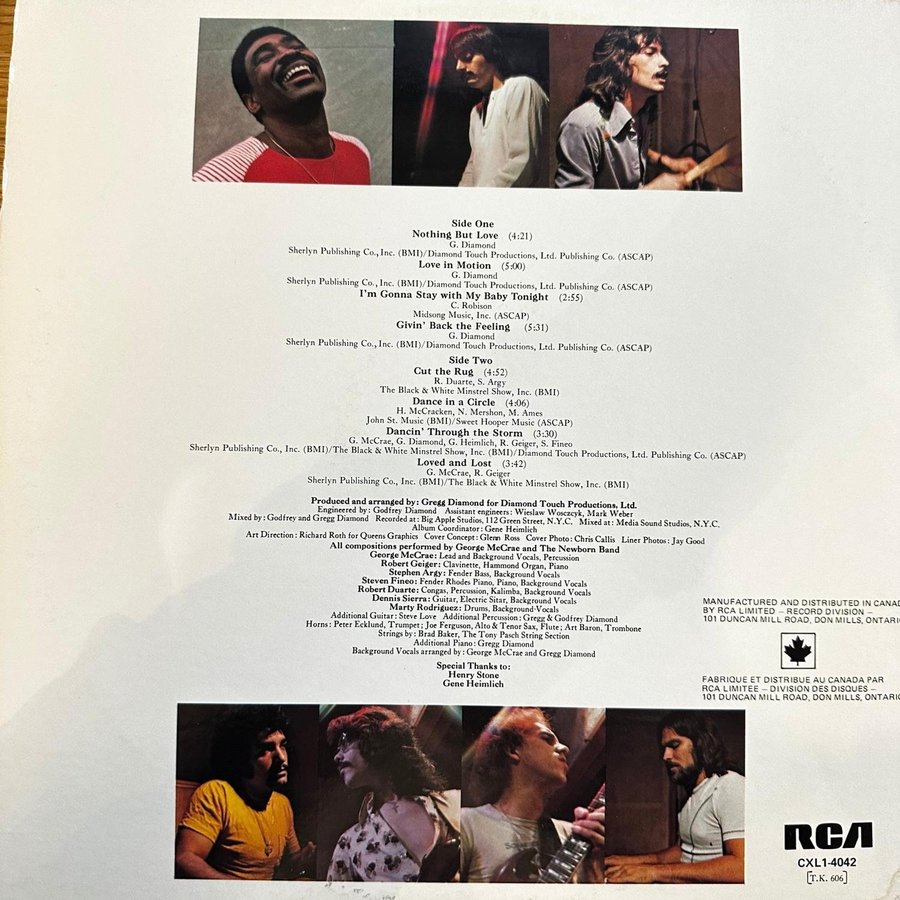 Side One
Nothing But Love (4:21)
G. Diamond
Sherlyn Publishing Co., Inc. (BMI)/Diamond Touch Productions, Ltd. Publishing Co. (ASCAP)
Love in Motion (5:00)
G. Diamond
Sherlyn Publishing Co., Inc. (BMI)/Diamond Touch Productions, Ltd. Publishing Co. (ASCAP)
I'm Gonna Stay with My Baby Tonight (2:55)
C. Robison
Midsong Music, Inc. (ASCAP)
Givin' Back the Feeling (5:31)
G. Diamond
Sherlyn Publishing Co., Inc. (BMI)/Diamond Touch Productions, Ltd. Publishing Co. (ASCAP)
Side Two
Cut the Rug (4:52)
R. Duarte, S. Argy
The Black & White Minstrel Show, Inc. (BMI)
Dance in a Circle (4:06)
H. McCracken, N. Mershon, M. Ames
John St. Music (BMI)/Sweet Hooper Music (ASCAP)
Dancin' Through the Storm (3:30)
G. McCrae, G. Diamond, G. Heimlich, R. Geiger, S. Fineo
Sherlyn Publishing Co., Inc. (BMI)/The Black & White Minstrel Show, Inc. (BMI)/Diamond Touch Productions, Ltd. Publishing Co. (ASCAP)
Loved and Lost (3:42)
G. McCrae, R. Geiger
Sherlyn Publishing Co., Inc. (BMI)/The Black & White Minstrel Show, Inc. (BMI)
Produced and arranged by: Gregg Diamond for Diamond Touch Productions, Ltd.
Engineered by: Godfrey Diamond Assistant engineers: Wieslaw Woszczyk, Mark Weber
Mixed by: Godfrey and Gregg Diamond Recorded at: Big Apple Studios, 112 Green Street, N.Y.C. Mixed at: Media Sound Studios, N.Y.C.
Album Coordinator: Gene Heimlich
Art Direction: Richard Roth for Queens Graphics Cover Concept: Glenn Ross Cover Photo: Chris Callis Liner Photos: Jay Good
All compositions performed by George McCrae and The Newborn Band
George McCrae: Lead and Background Vocals, Percussion
Robert Geiger: Clavinette, Hammond Organ, Piano
Stephen Argy: Fender Bass, Background Vocals
Steven Fineo: Fender Rhodes Piano, Piano, Background Vocals
Robert Duarte: Congas, Percussion, Kalimba, Background Vocals
Dennis Sierra: Guitar, Electric Sitar, Background Vocals
Marty Rodriguez: Drums, Background-Vocals
Additional Guitar: Steve Love Additional Percussion: Gregg & Godfrey Diamond
Horns: Peter Ecklund, Trumpet; Joe Ferguson, Alto & Tenor Sax, Flute; Art Baron, Trombone
Strings by: Brad Baker, The Tony Pasch String Section
Additional Piano: Gregg Diamond
Background Vocals arranged by: George McCrae and Gregg Diamond
Special Thanks to:
Henry Stone
Gene Heimlich
MANUFACTURED AND DISTRIBUTED IN CANAD
BY RCA LIMITED – RECORD DIVISION –
101 DUNCAN MILL ROAD, DON MILLS, ONTARIO
FABRIQUE ET DISTRIBUE AU CANADA PAR
RCA LIMITEE – DIVISION DES DISQUES –
101 DUNCAN MILL ROAD, DON MILLS, ONTARIO
RCA
CXL1-4042
[T.K. 606]